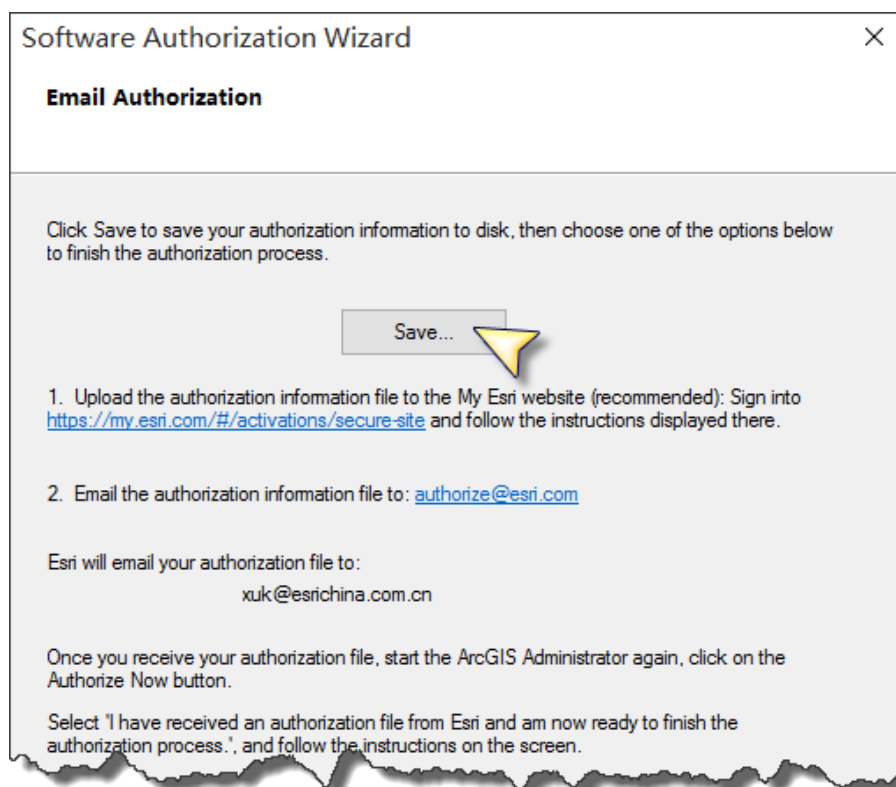 Software Authorization Wizard
Email Authorization
Click Save to save your authorization information to disk, then choose one of the options below
to finish the authorization process.
Save...
1. Upload the authorization information file to the My Esri website (recommended): Sign into
https://my.esri.com/#/activations/secure-site and follow the instructions displayed there.
2. Email the authorization information file to: authorize@esri.com
Esri will email your authorization file to:
xuk@esrichina.com.cn
Once you receive your authorization file, start the ArcGIS Administrator again, click on the
Authorize Now button.
Select 'I have received an authorization file from Esri and am now ready to finish the
authorization process.', and follow the instructions on the screen.